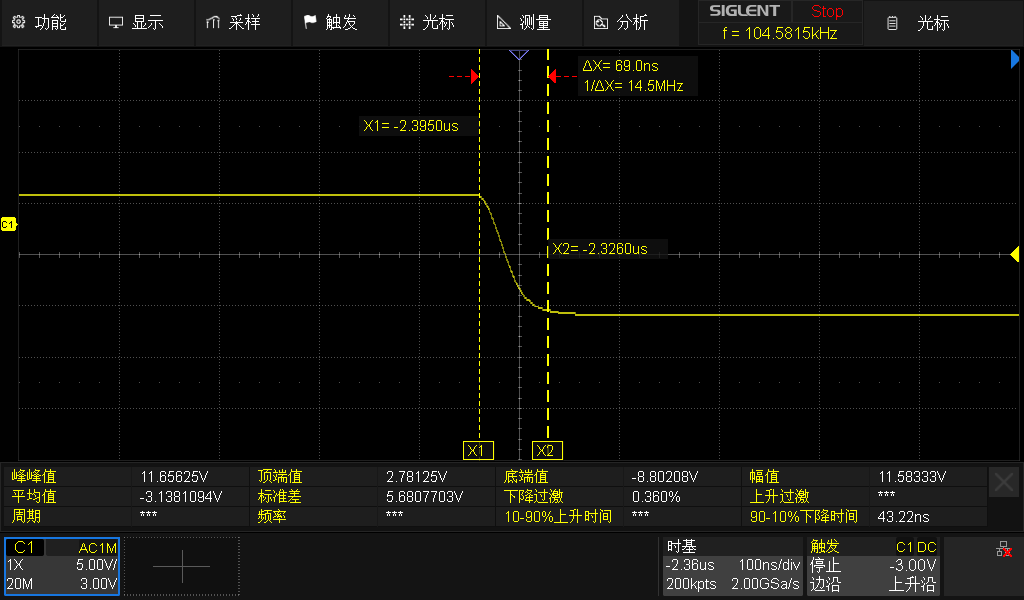 功能 显示 采样 触发 光标 测量 分析 SIGLENT Stop 光标
f = 104.5815kHz
ΔX= 69.0ns
1/ΔX= 14.5MHz
X1= -2.3950us
C1
X2= -2.3260us
X1 X2
峰峰值 11.65625V 顶端值 2.78125V 底端值 -8.80208V 幅值 11.58333V
平均值 -3.1381094V 标准差 5.6807703V 下降过激 0.360% 上升过激 ***
周期 *** 频率 *** 10-90%上升时间 *** 90-10%下降时间 43.22ns
C1 AC1M 时基 触发 C1 DC
1X 5.00V/ -2.36us 100ns/div 停止 -3.00V
20M 3.00V 200kpts 2.00GSa/s 边沿 上升沿